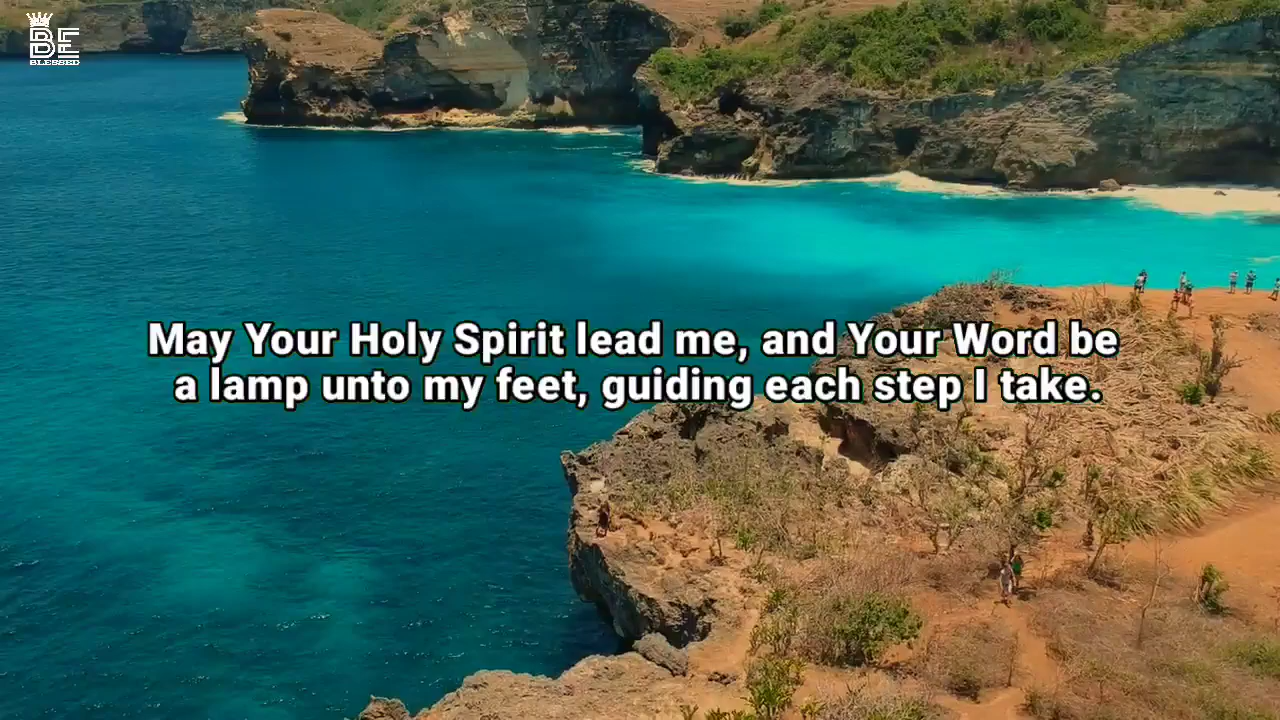 BE
BLESSED
May Your Holy Spirit lead me, and Your Word be
a lamp unto my feet, guiding each step I take.